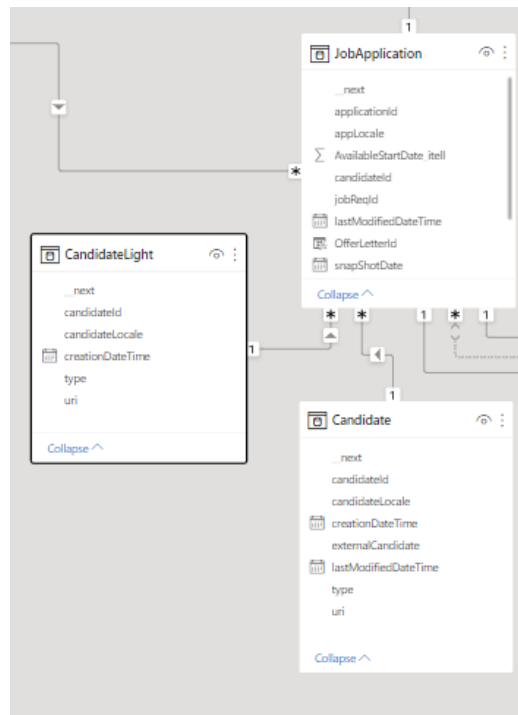 1
JobApplication
__next
applicationId
appLocale
AvailableStartDate_itell
candidateId
jobReqId
lastModifiedDateTime
OfferLetterId
snapShotDate
Collapse
*
*
*
1
*
1
CandidateLight
__next
candidateId
candidateLocale
creationDateTime
type
uri
Collapse
1
1
Candidate
__next
candidateId
candidateLocale
creationDateTime
externalCandidate
lastModifiedDateTime
type
uri
Collapse